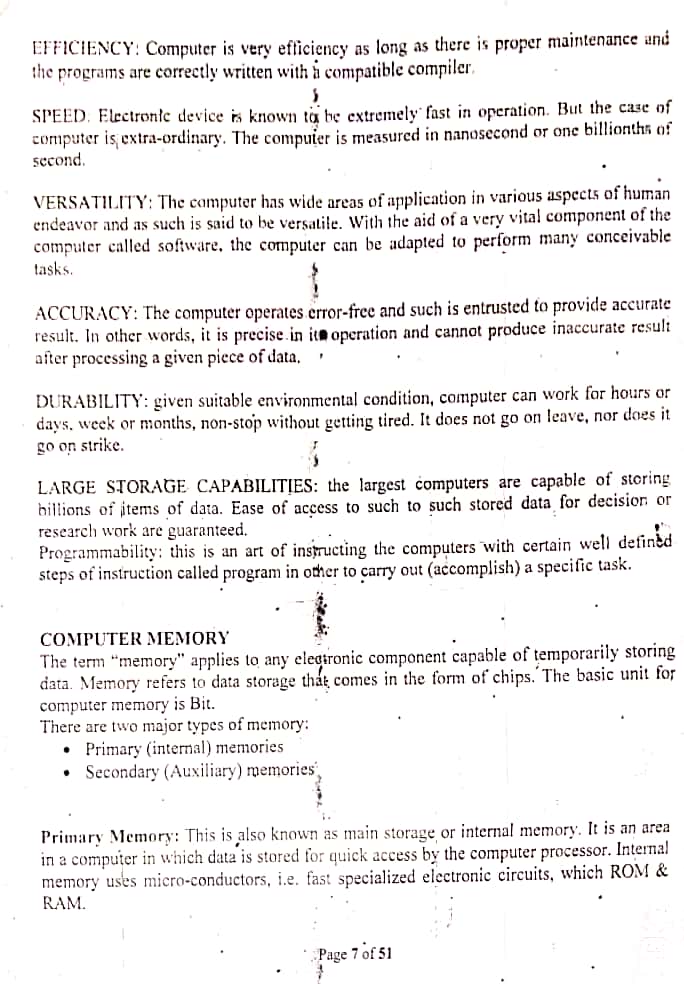 EFFICIENCY: Computer is very efficiency as long as there is proper maintenance and
the programs are correctly written with a compatible compiler.
SPEED: Electronic device is known to be extremely fast in operation. But the case of
computer is extra-ordinary. The computer is measured in nanosecond or one billionths of
second.
VERSATILITY: The computer has wide areas of application in various aspects of human
endeavor and as such is said to be versatile. With the aid of a very vital component of the
computer called software, the computer can be adapted to perform many conceivable
tasks.
ACCURACY: The computer operates error-free and such is entrusted to provide accurate
result. In other words, it is precise in its operation and cannot produce inaccurate result
after processing a given piece of data.
DURABILITY: given suitable environmental condition, computer can work for hours or
days, week or months, non-stop without getting tired. It does not go on leave, nor does it
go on strike.
LARGE STORAGE CAPABILITIES: the largest computers are capable of storing
billions of items of data. Ease of access to such to such stored data for decision or
research work are guaranteed.
Programmability: this is an art of instructing the computers with certain well defined
steps of instruction called program in other to carry out (accomplish) a specific task.
COMPUTER MEMORY
The term “memory” applies to any electronic component capable of temporarily storing
data. Memory refers to data storage that comes in the form of chips. The basic unit for
computer memory is Bit.
There are two major types of memory:
• Primary (internal) memories
• Secondary (Auxiliary) memories
Primary Memory: This is also known as main storage or internal memory. It is an area
in a computer in which data is stored for quick access by the computer processor. Internal
memory uses micro-conductors, i.e. fast specialized electronic circuits, which ROM &
RAM.
Page 7 of 51